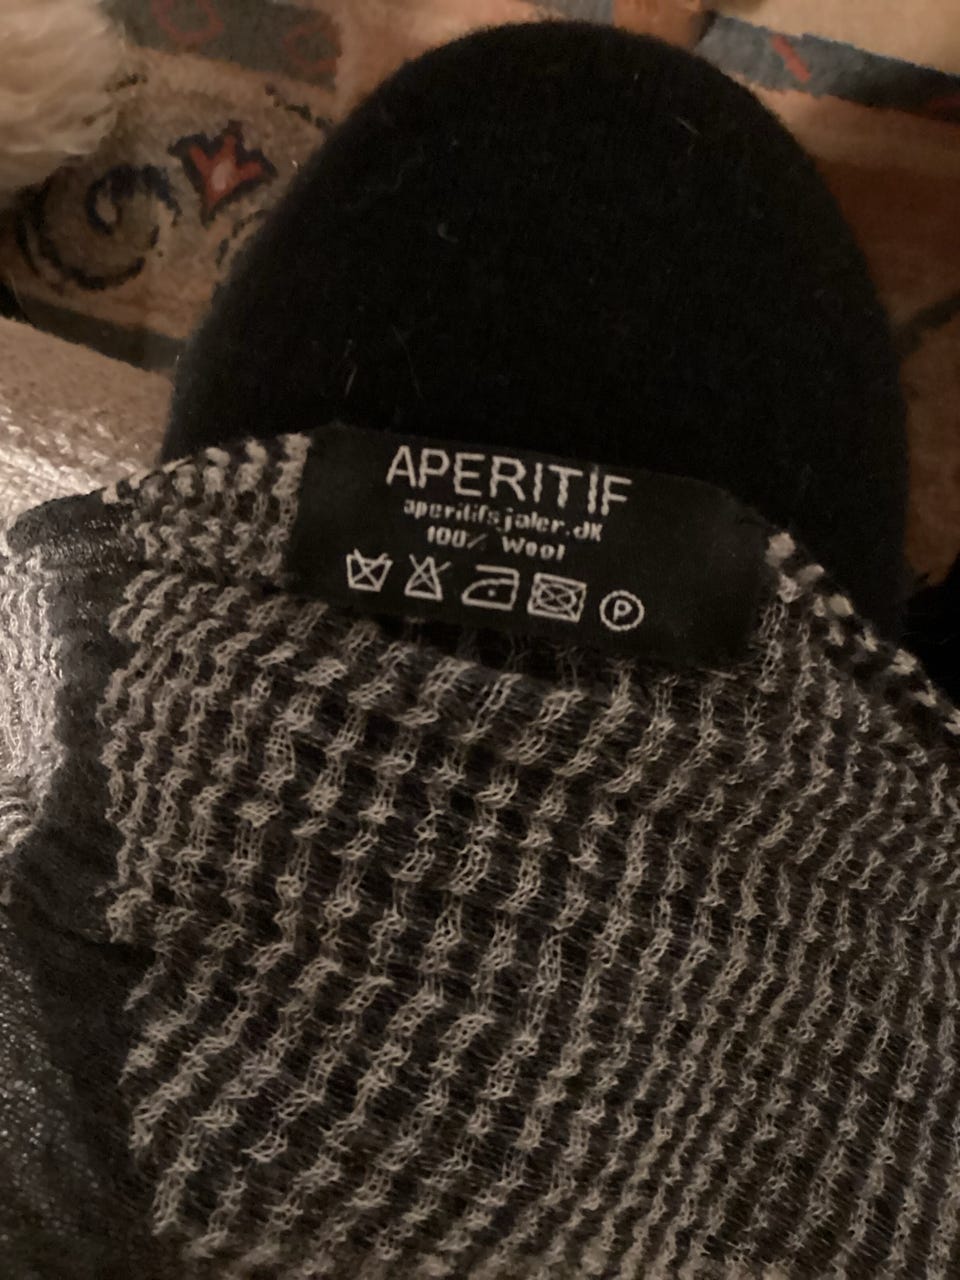 APERITIF
aperitifsjaler.dk
100% Wool
P